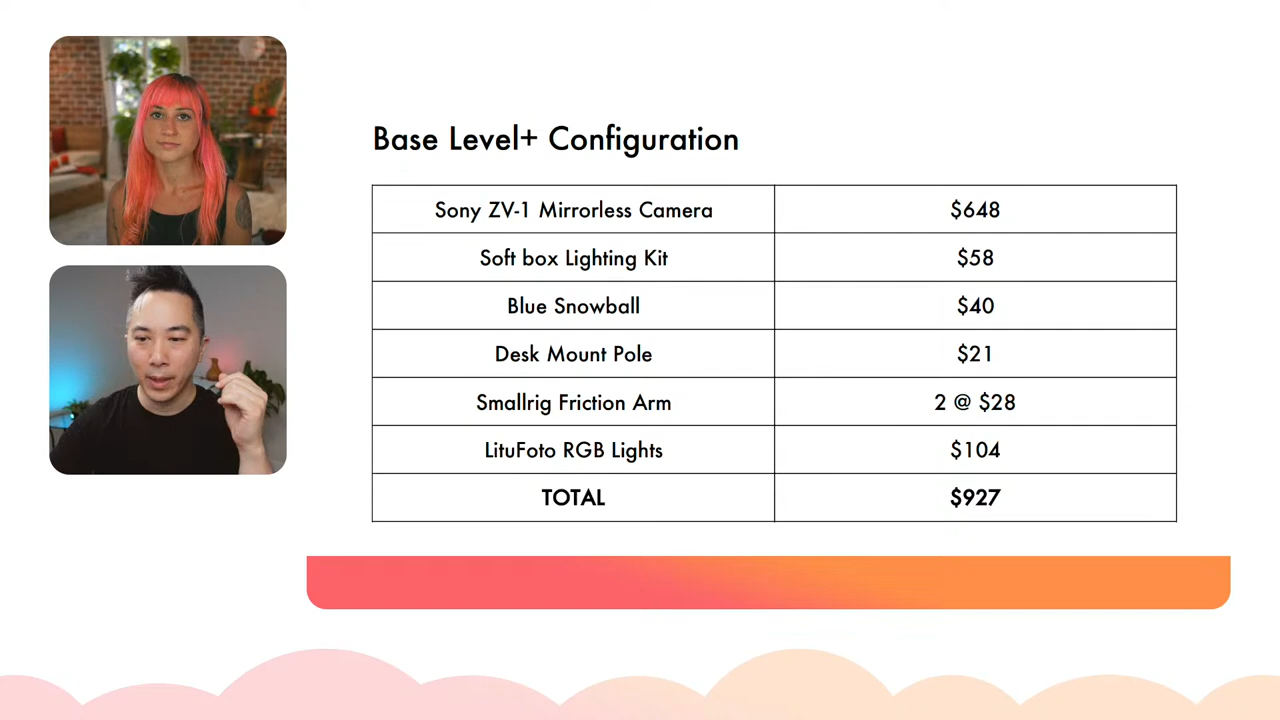 Base Level+ Configuration
Sony ZV-1 Mirrorless Camera $648
Soft box Lighting Kit $58
Blue Snowball $40
Desk Mount Pole $21
Smallrig Friction Arm 2 @ $28
LituFoto RGB Lights $104
TOTAL $927